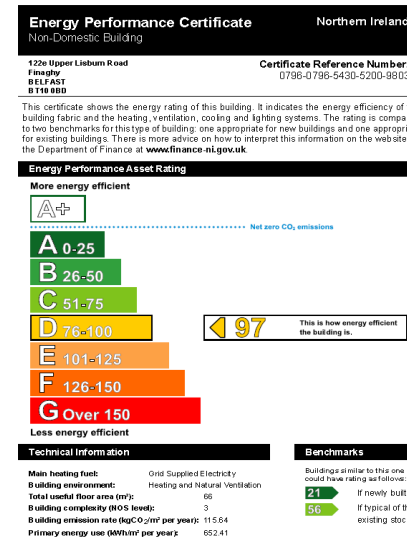 Energy Performance Certificate
Northern Ireland
Non-Domestic Building
122e Upper Lisburn Road
Finaghy
BELFAST
BT10 0BD
Certificate Reference Number:
0796-0796-5430-5200-9803
This certificate shows the energy rating of this building. It indicates the energy efficiency of
building fabric and the heating, ventilation, cooling and lighting systems. The rating is compa
to two benchmarks for this type of building: one appropriate for new buildings and one appropri
for existing buildings. There is more advice on how to interpret this information on the website
the Department of Finance at www.finance-ni.gov.uk.
Energy Performance Asset Rating
More energy efficient
A+
Net zero CO₂ emissions
A 0-25
B 26-50
C 51-75
D 76-100
97
This is how energy efficient
the building is.
E 101-125
F 126-150
G Over 150
Less energy efficient
Technical Information
Main heating fuel: Grid Supplied Electricity
Building environment: Heating and Natural Ventilation
Total useful floor area (m²): 66
Building complexity (NOS level): 3
Building emission rate (kgCO₂/m² per year): 115.64
Primary energy use (kWh/m² per year): 652.41
Benchmarks
Buildings similar to this one
could have rating as follows:
21 If newly built
56 If typical of th
existing stoc